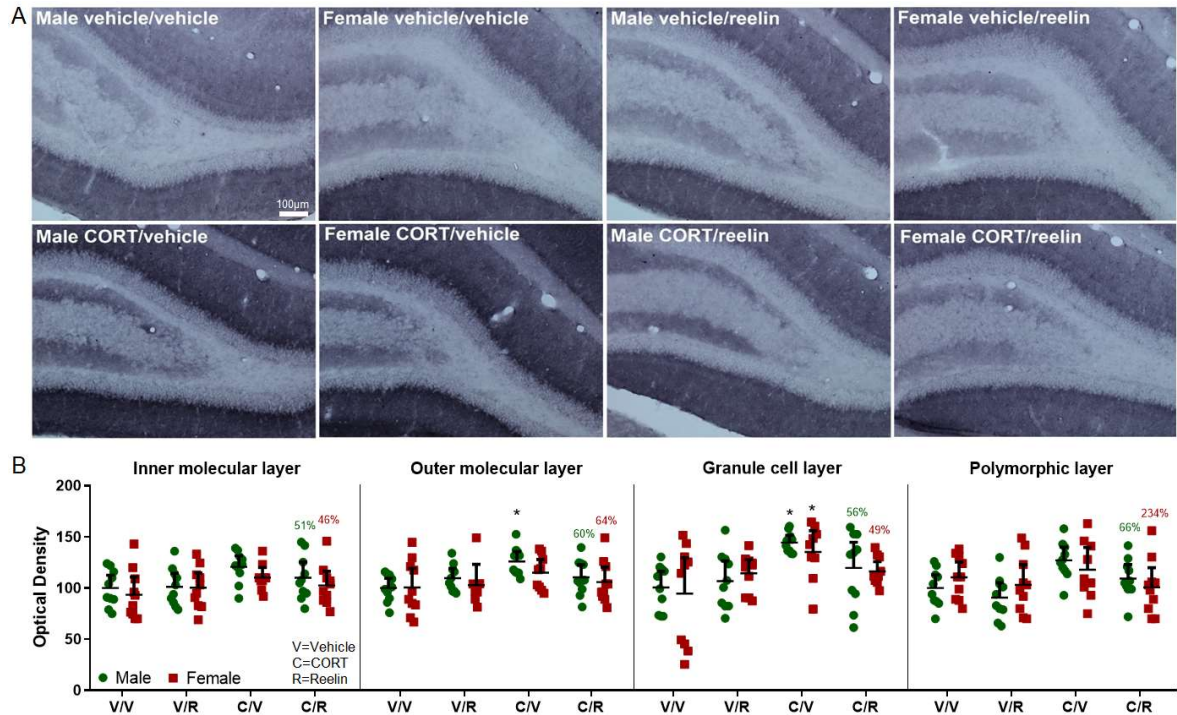 A
Male vehicle/vehicle
Female vehicle/vehicle
Male vehicle/reelin
Female vehicle/reelin
100µm
Male CORT/vehicle
Female CORT/vehicle
Male CORT/reelin
Female CORT/reelin
B
Inner molecular layer
Outer molecular layer
Granule cell layer
Polymorphic layer
Optical Density
200
150
100
50
0
51%
46%
*
60%
64%
*
*
56%
49%
66%
234%
V=Vehicle
C=CORT
R=Reelin
Male
Female
V/V V/R C/V C/R V/V V/R C/V C/R V/V V/R C/V C/R V/V V/R C/V C/R